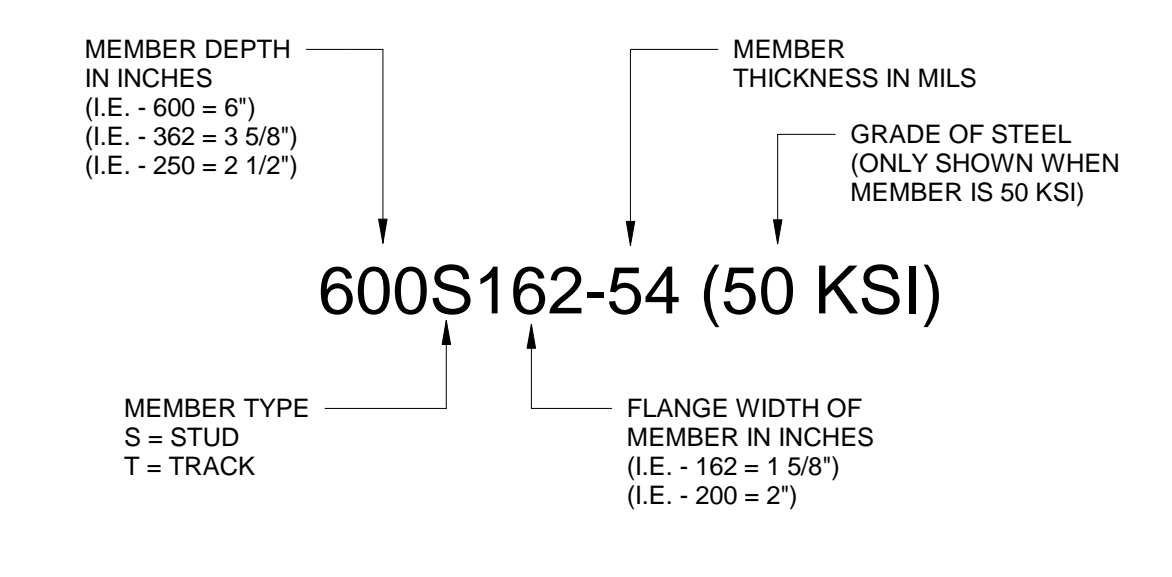 MEMBER DEPTH
IN INCHES
(I.E. - 600 = 6")
(I.E. - 362 = 3 5/8")
(I.E. - 250 = 2 1/2")
MEMBER
THICKNESS IN MILS
GRADE OF STEEL
(ONLY SHOWN WHEN
MEMBER IS 50 KSI)
600S162-54 (50 KSI)
MEMBER TYPE
S = STUD
T = TRACK
FLANGE WIDTH OF
MEMBER IN INCHES
(I.E. - 162 = 1 5/8")
(I.E. - 200 = 2")